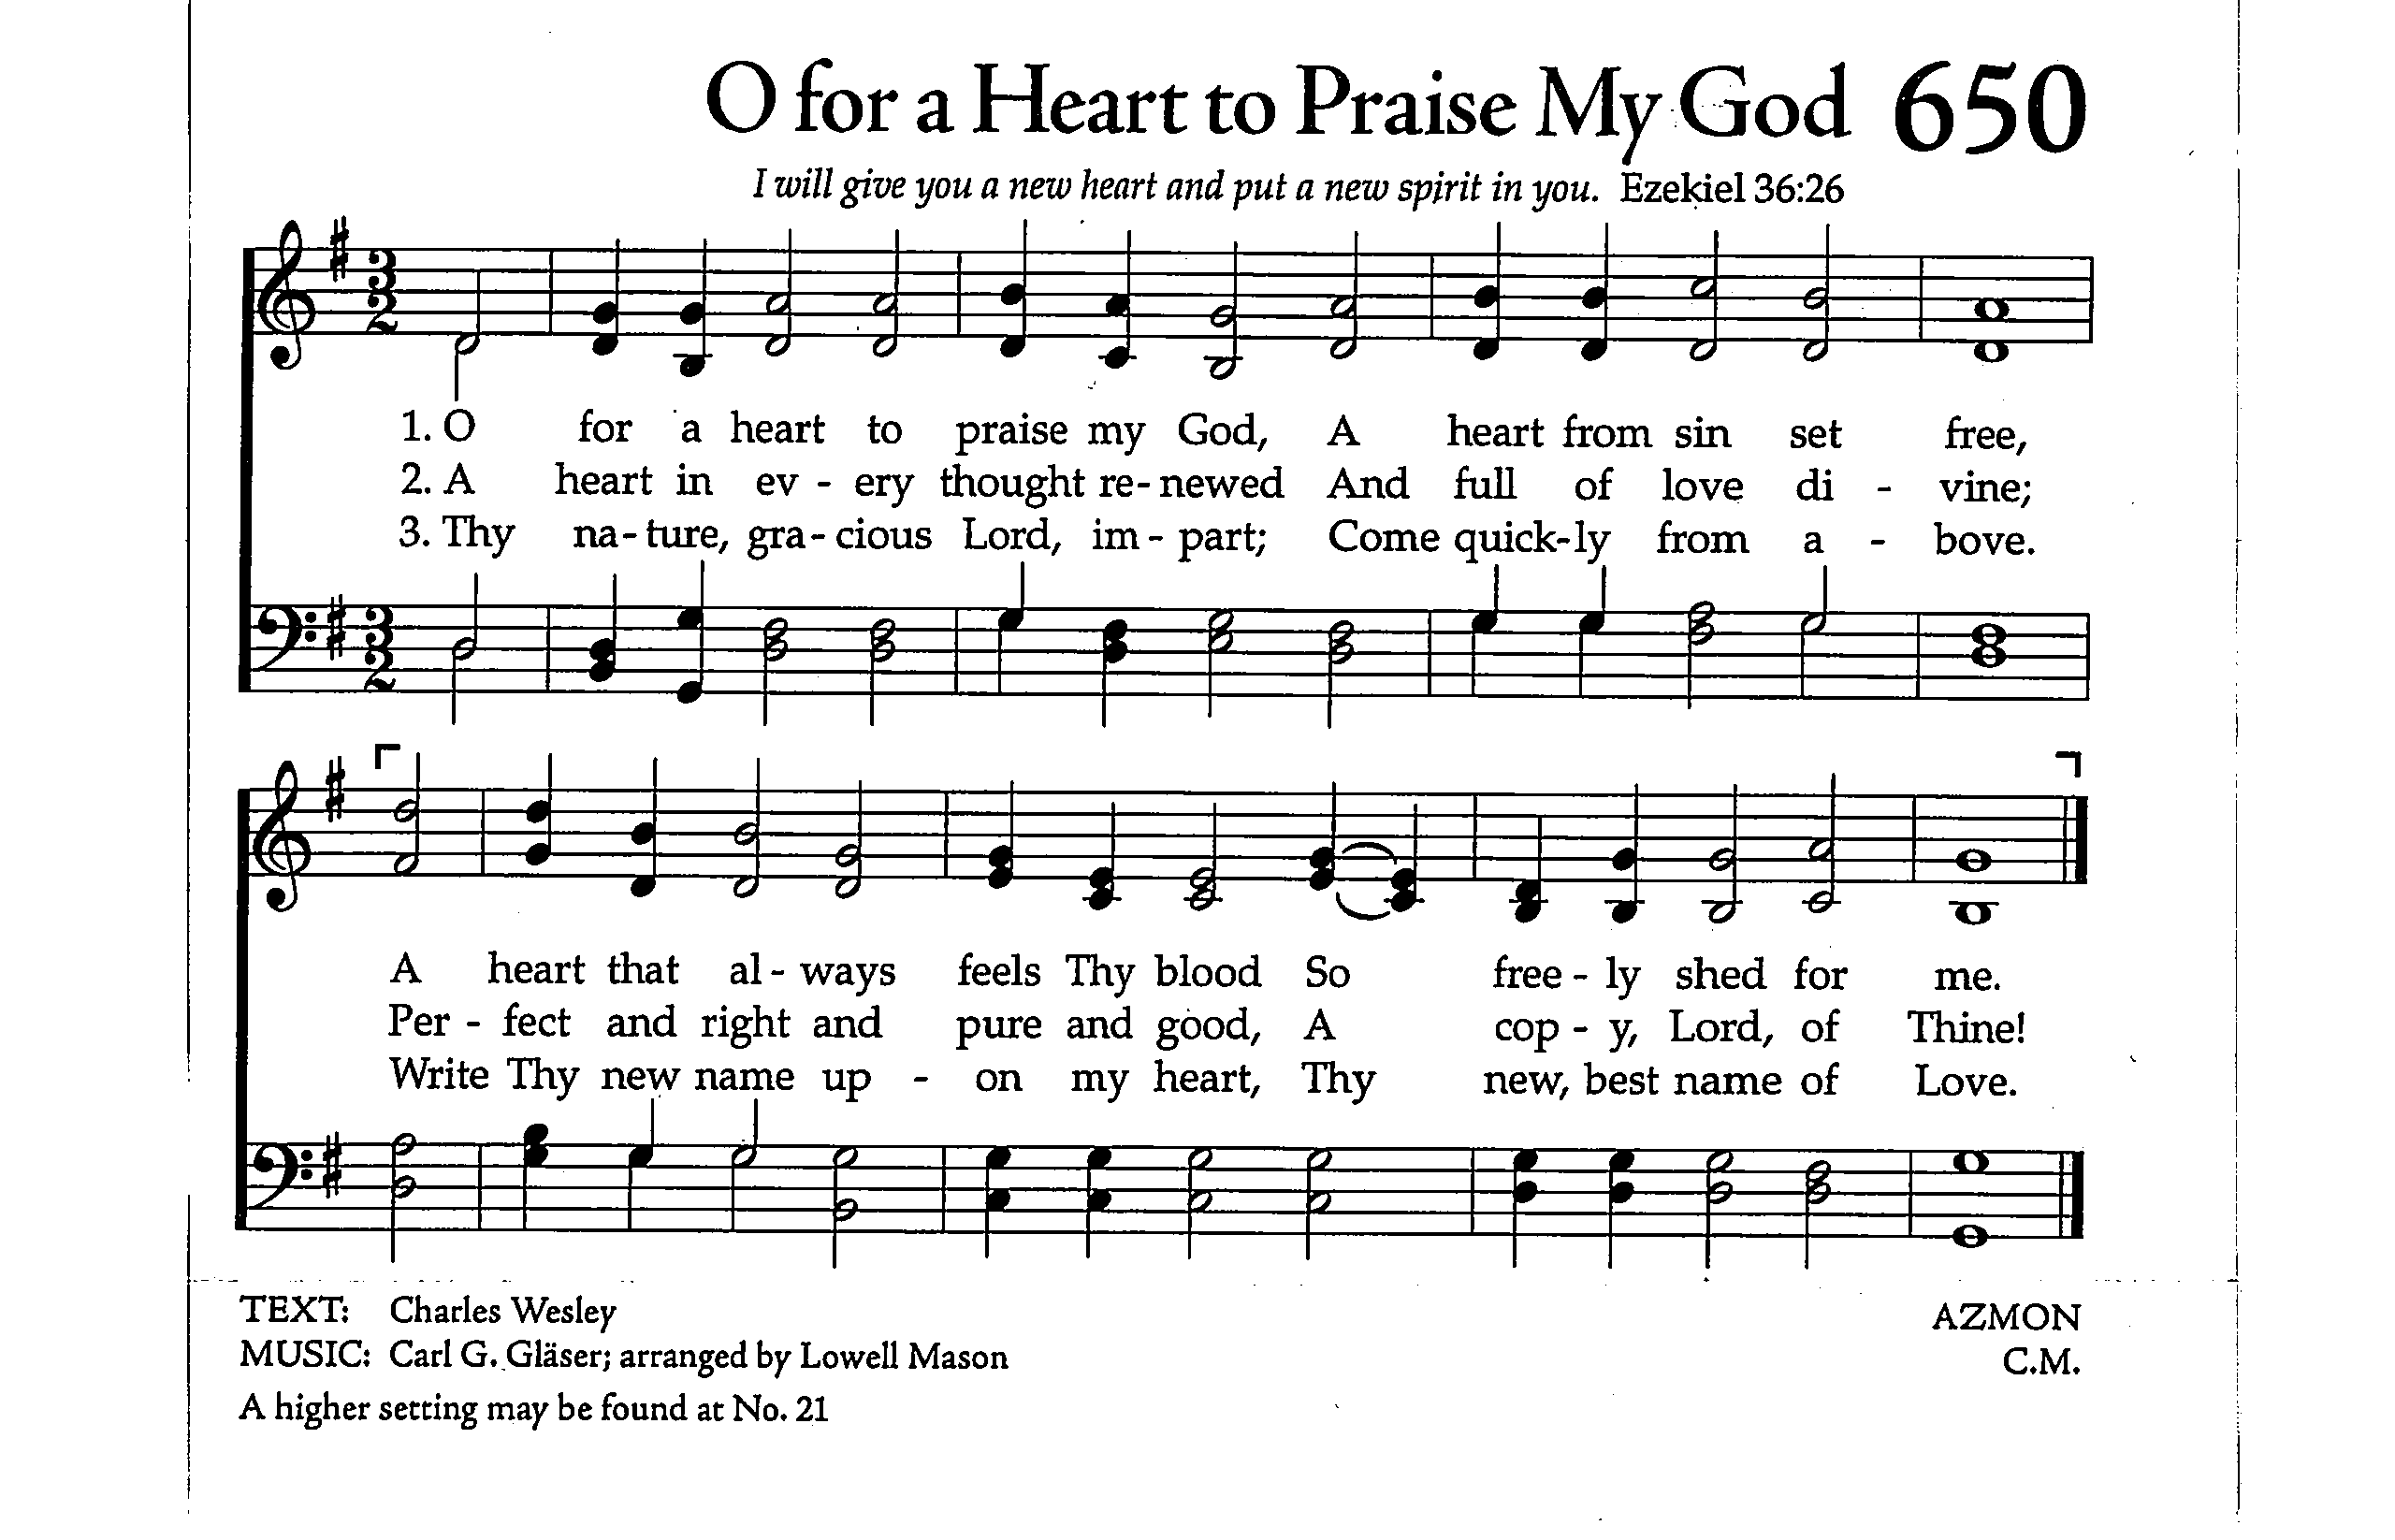 O for a Heart to Praise My God 650
I will give you a new heart and put a new spirit in you. Ezekiel 36:26
1. O for a heart to praise my God, A heart from sin set free,
2. A heart in ev - ery thought re - newed And full of love di - vine;
3. Thy na - ture, gra - cious Lord, im - part; Come quick - ly from a - bove.
A heart that al - ways feels Thy blood So free - ly shed for me.
Per - fect and right and pure and good, A cop - y, Lord, of Thine!
Write Thy new name up - on my heart, Thy new, best name of Love.
TEXT: Charles Wesley
AZMON
MUSIC: Carl G. Gläser; arranged by Lowell Mason
C.M.
A higher setting may be found at No. 21